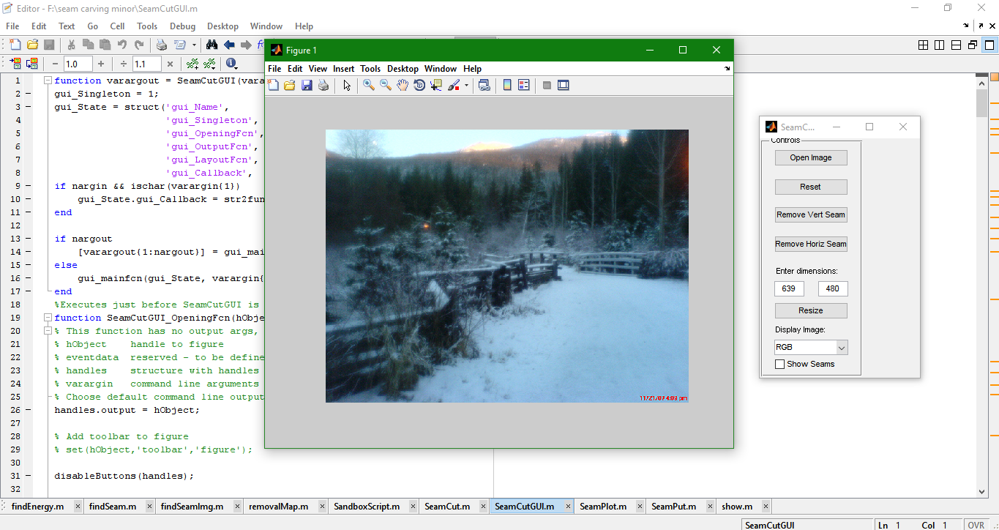 Editor - F:\seam carving minor\SeamCutGUI.m
File Edit Text Go Cell Tools Debug Desktop Window Help
1.0
1.1
1 function varargout = SeamCutGUI(vara
2 gui_Singleton = 1;
3 gui_State = struct('gui_Name',
4 'gui_Singleton',
5 'gui_OpeningFcn',
6 'gui_OutputFcn',
7 'gui_LayoutFcn',
8 'gui_Callback',
9 if nargin && ischar(varargin{1})
10 gui_State.gui_Callback = str2fun
11 end
12
13 if nargout
14 [varargout{1:nargout}] = gui_mai
15 else
16 gui_mainfcn(gui_State, varargin{
17 end
18 %Executes just before SeamCutGUI is
19 function SeamCutGUI_OpeningFcn(hObje
20 % This function has no output args,
21 % hObject handle to figure
22 % eventdata reserved - to be define
23 % handles structure with handles
24 % varargin command line arguments
25 % Choose default command line output
26 handles.output = hObject;
27
28 % Add toolbar to figure
29 % set(hObject,'toolbar','figure');
30
31 disableButtons(handles);
32
Figure 1
File Edit View Insert Tools Desktop Window Help
11/21/07 4:09 pm
SeamC...
Controls
Open Image
Reset
Remove Vert Seam
Remove Horiz Seam
Enter dimensions:
639 480
Resize
Display Image:
RGB
Show Seams
findEnergy.m findSeam.m findSeamImg.m removalMap.m SandboxScript.m SeamCut.m SeamCutGUI.m SeamPlot.m SeamPut.m show.m
SeamCutGUI Ln 1 Col 1 OVR